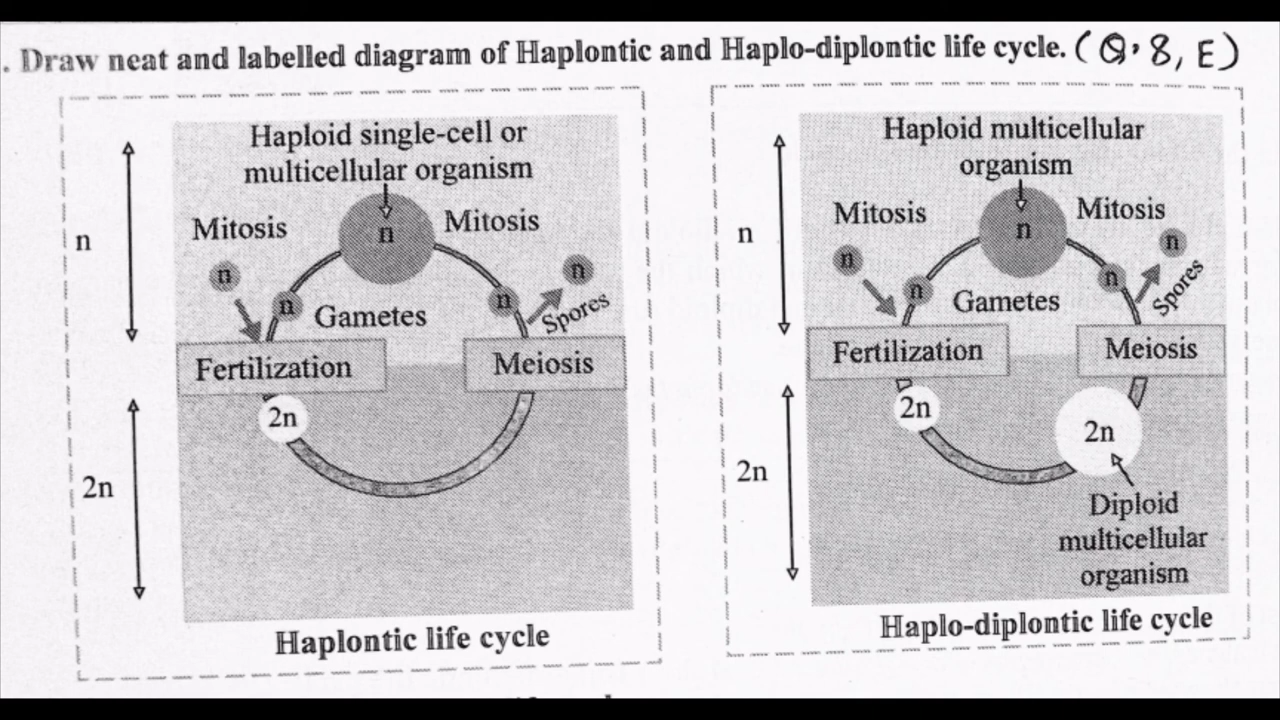 . Draw neat and labelled diagram of Haplontic and Haplo-diplontic life cycle. (Q.8, E)
Haploid single-cell or
multicellular organism
Mitosis
n
Mitosis
n
n
n
n
n
Gametes
Spores
Fertilization
Meiosis
2n
2n
Haplontic life cycle
Haploid multicellular
organism
Mitosis
n
Mitosis
n
n
n
n
n
Gametes
Spores
Fertilization
Meiosis
2n
2n
2n
Diploid
multicellular
organism
Haplo-diplontic life cycle